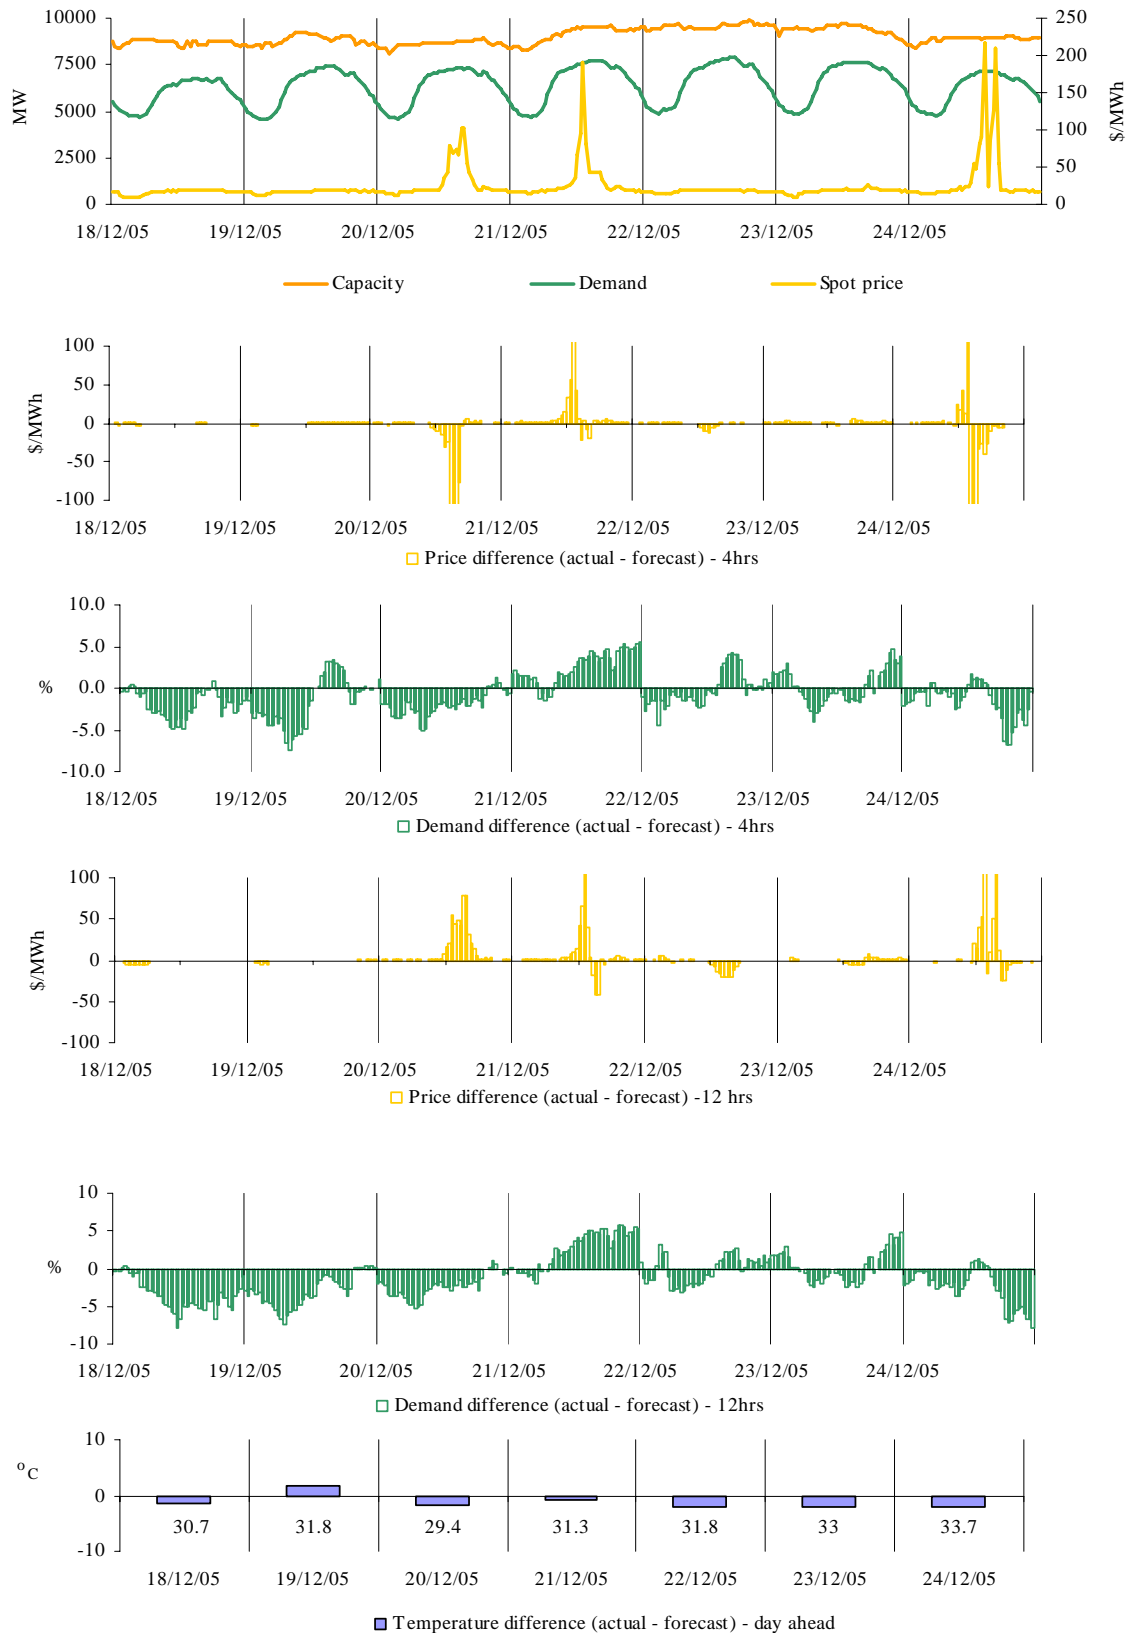 10000
7500
5000
2500
0
MW
250
200
150
100
50
0
$/MWh
18/12/05 19/12/05 20/12/05 21/12/05 22/12/05 23/12/05 24/12/05
Capacity Demand Spot price
100
50
0
-50
-100
$/MWh
18/12/05 19/12/05 20/12/05 21/12/05 22/12/05 23/12/05 24/12/05
Price difference (actual - forecast) - 4hrs
10.0
5.0
0.0
-5.0
-10.0
%
18/12/05 19/12/05 20/12/05 21/12/05 22/12/05 23/12/05 24/12/05
Demand difference (actual - forecast) - 4hrs
100
50
0
-50
-100
$/MWh
18/12/05 19/12/05 20/12/05 21/12/05 22/12/05 23/12/05 24/12/05
Price difference (actual - forecast) -12 hrs
10
5
0
-5
-10
%
18/12/05 19/12/05 20/12/05 21/12/05 22/12/05 23/12/05 24/12/05
Demand difference (actual - forecast) - 12hrs
10
0
-10
oC
30.7 31.8 29.4 31.3 31.8 33 33.7
18/12/05 19/12/05 20/12/05 21/12/05 22/12/05 23/12/05 24/12/05
Temperature difference (actual - forecast) - day ahead